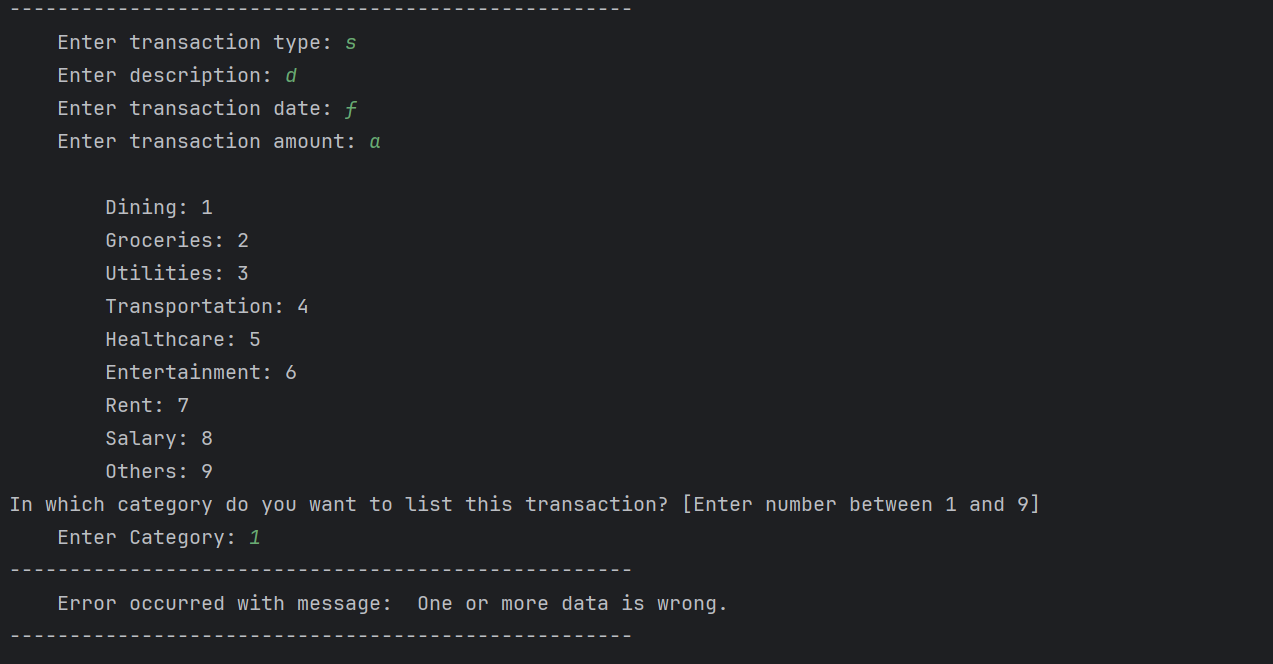 ----------------------------------------------------
Enter transaction type: s
Enter description: d
Enter transaction date: f
Enter transaction amount: a
Dining: 1
Groceries: 2
Utilities: 3
Transportation: 4
Healthcare: 5
Entertainment: 6
Rent: 7
Salary: 8
Others: 9
In which category do you want to list this transaction? [Enter number between 1 and 9]
Enter Category: 1
----------------------------------------------------
Error occurred with message:  One or more data is wrong.
----------------------------------------------------